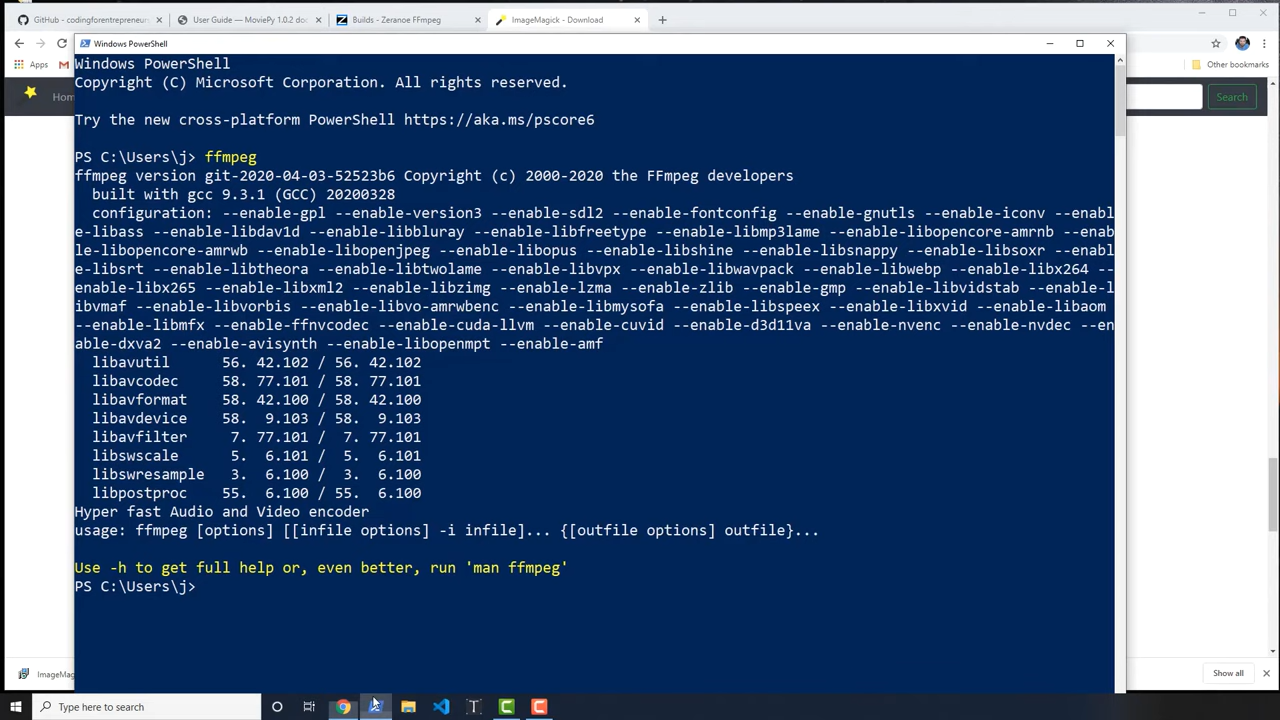 GitHub - codingforentrepreneur
User Guide — MoviePy 1.0.2 do
Builds - Zeranoe FFmpeg
ImageMagick - Download
Windows PowerShell
Apps
Other bookmarks
Hom
Search
Windows PowerShell
Copyright (C) Microsoft Corporation. All rights reserved.
Try the new cross-platform PowerShell https://aka.ms/pscore6
PS C:\Users\j> ffmpeg
ffmpeg version git-2020-04-03-52523b6 Copyright (c) 2000-2020 the FFmpeg developers
built with gcc 9.3.1 (GCC) 20200328
configuration: --enable-gpl --enable-version3 --enable-sdl2 --enable-fontconfig --enable-gnutls --enable-iconv --enabl
e-libass --enable-libdav1d --enable-libbluray --enable-libfreetype --enable-libmp3lame --enable-libopencore-amrnb --enab
le-libopencore-amrwb --enable-libopenjpeg --enable-libopus --enable-libshine --enable-libsnappy --enable-libsoxr --enabl
e-libsrt --enable-libtheora --enable-libtwolame --enable-libvpx --enable-libwavpack --enable-libwebp --enable-libx264 --
enable-libx265 --enable-libxml2 --enable-libzimg --enable-lzma --enable-zlib --enable-gmp --enable-libvidstab --enable-l
ibvmaf --enable-libvorbis --enable-libvo-amrwbenc --enable-libmysofa --enable-libspeex --enable-libxvid --enable-libaom
--enable-libmfx --enable-ffnvcodec --enable-cuda-llvm --enable-cuvid --enable-d3d11va --enable-nvenc --enable-nvdec --en
able-dxva2 --enable-avisynth --enable-libopenmpt --enable-amf
libavutil 56. 42.102 / 56. 42.102
libavcodec 58. 77.101 / 58. 77.101
libavformat 58. 42.100 / 58. 42.100
libavdevice 58. 9.103 / 58. 9.103
libavfilter 7. 77.101 / 7. 77.101
libswscale 5. 6.101 / 5. 6.101
libswresample 3. 6.100 / 3. 6.100
libpostproc 55. 6.100 / 55. 6.100
Hyper fast Audio and Video encoder
usage: ffmpeg [options] [[infile options] -i infile]... {[outfile options] outfile}...
Use -h to get full help or, even better, run 'man ffmpeg'
PS C:\Users\j>
ImageMag
Show all
Type here to search